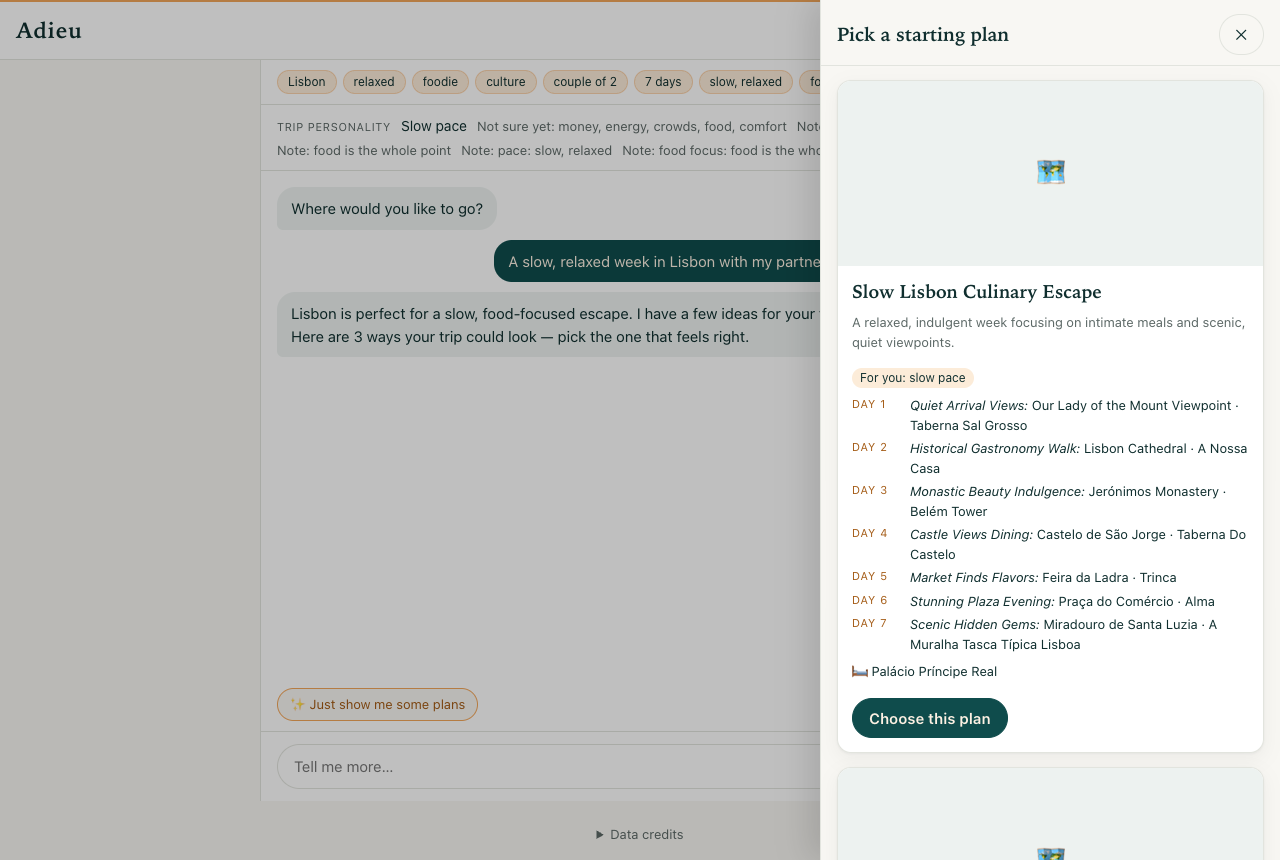 Adieu
Lisbon
relaxed
foodie
culture
couple of 2
7 days
slow, relaxed
TRIP PERSONALITY Slow pace Not sure yet: money, energy, crowds, food, comfort
Note: food is the whole point Note: pace: slow, relaxed Note: food focus: food is the
Where would you like to go?
A slow, relaxed week in Lisbon with my
Lisbon is perfect for a slow, food-focused escape. I have a few ideas for your
Here are 3 ways your trip could look — pick the one that feels right.
✨ Just show me some plans
Tell me more...
▶ Data credits
Pick a starting plan
Slow Lisbon Culinary Escape
A relaxed, indulgent week focusing on intimate meals and scenic,
quiet viewpoints.
For you: slow pace
DAY 1 Quiet Arrival Views: Our Lady of the Mount Viewpoint ·
Taberna Sal Grosso
DAY 2 Historical Gastronomy Walk: Lisbon Cathedral · A Nossa
Casa
DAY 3 Monastic Beauty Indulgence: Jerónimos Monastery ·
Belém Tower
DAY 4 Castle Views Dining: Castelo de São Jorge · Taberna Do
Castelo
DAY 5 Market Finds Flavors: Feira da Ladra · Trinca
DAY 6 Stunning Plaza Evening: Praça do Comércio · Alma
DAY 7 Scenic Hidden Gems: Miradouro de Santa Luzia · A
Muralha Tasca Típica Lisboa
Palácio Príncipe Real
Choose this plan